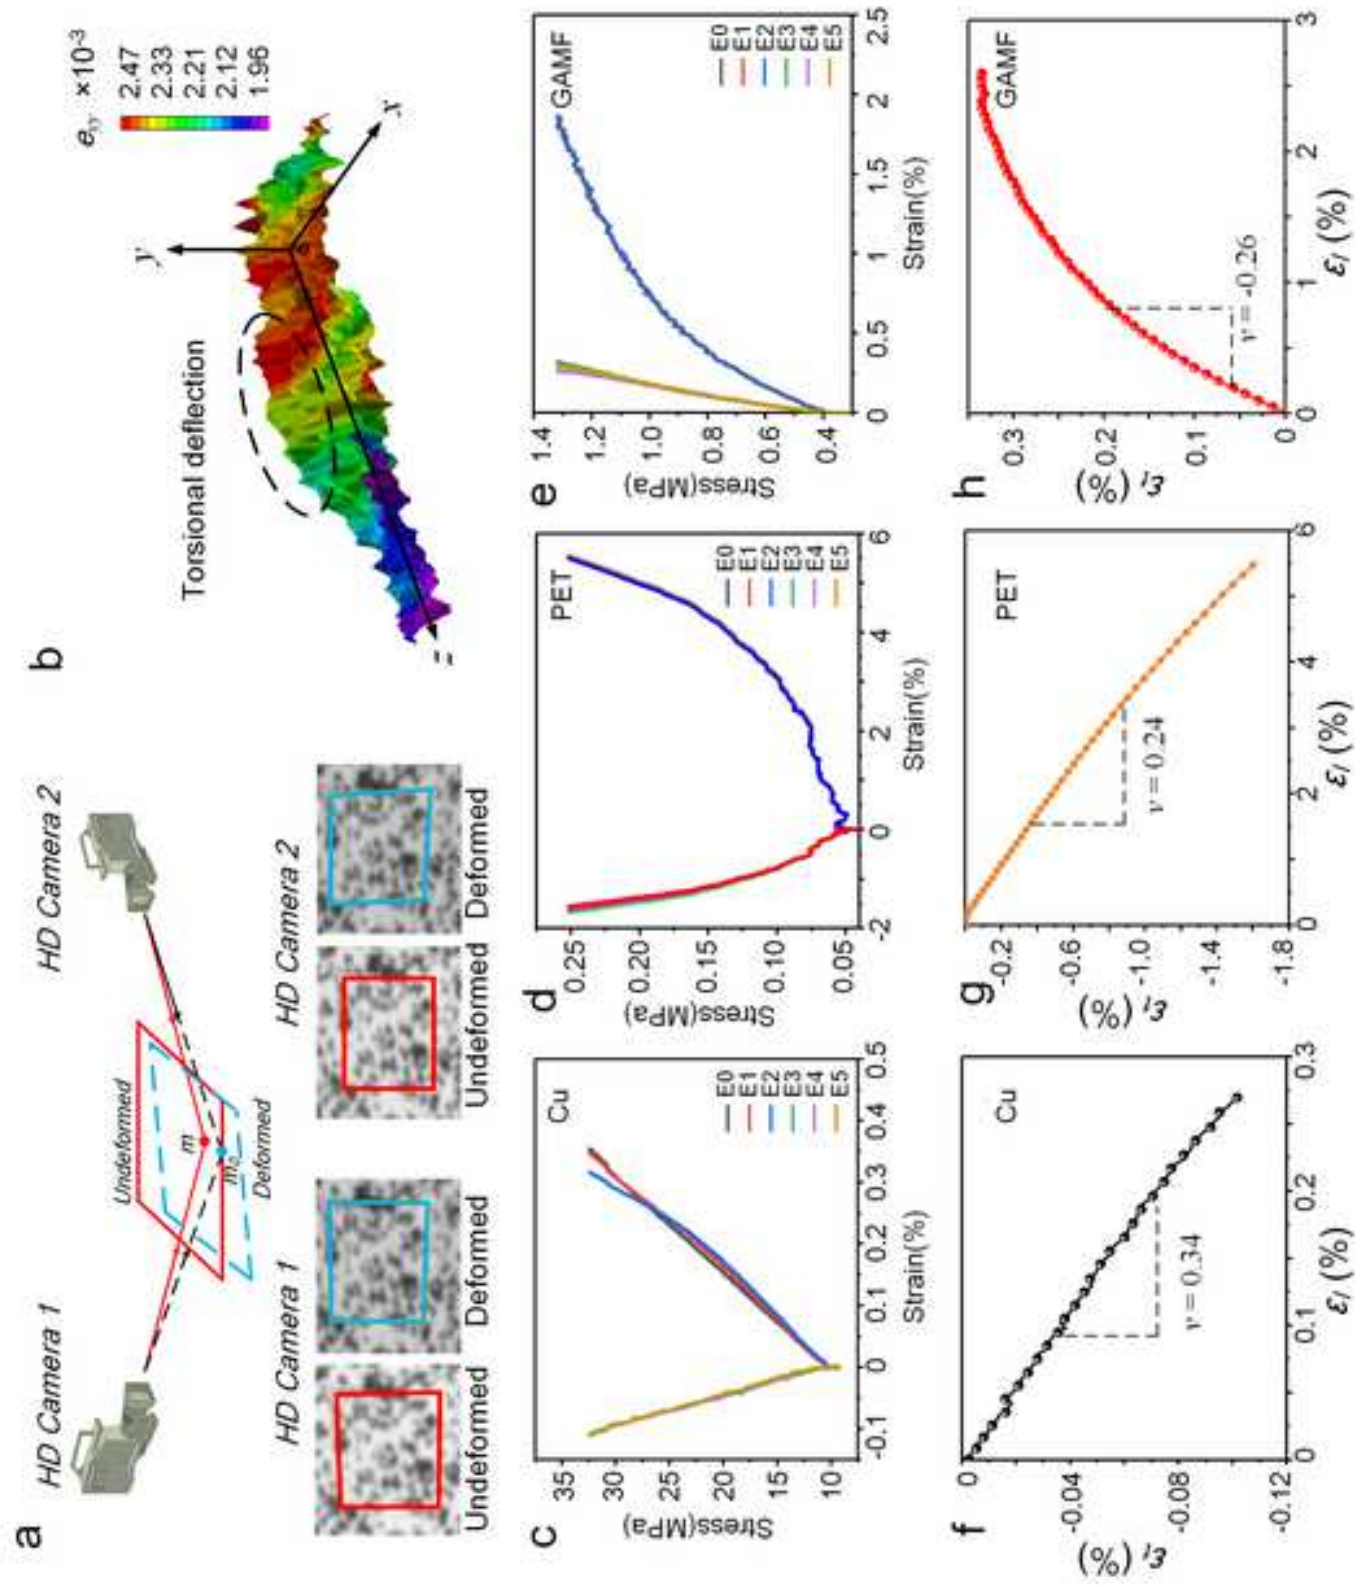 a
HD Camera 1
HD Camera 2
Undeformed
m
m₀
Deformed
HD Camera 1
HD Camera 2
Undeformed
Deformed
Undeformed
Deformed
b
Torsional deflection
y
x
z
eₓᵧ ×10⁻³
2.47
2.33
2.21
2.12
1.96
c
Cu
E0
E1
E2
E3
E4
E5
35
30
25
20
15
10
Stress(MPa)
-0.1
0
0.1
0.2
0.3
0.4
0.5
Strain(%)
d
PET
E0
E1
E2
E3
E4
E5
0.25
0.20
0.15
0.10
0.05
Stress(MPa)
-2
0
2
4
6
Strain(%)
e
GAMF
E0
E1
E2
E3
E4
E5
1.4
1.2
1.0
0.8
0.6
0.4
Stress(MPa)
0
0.5
1
1.5
2
2.5
Strain(%)
f
Cu
0
-0.04
-0.08
-0.12
εₜ (%)
ν = 0.34
0
0.1
0.2
0.3
εₗ (%)
g
PET
-0.2
-0.6
-1.0
-1.4
-1.8
εₜ (%)
ν = 0.24
0
2
4
6
εₗ (%)
h
GAMF
0.3
0.2
0.1
0
εₜ (%)
ν = -0.26
0
1
2
3
εₗ (%)